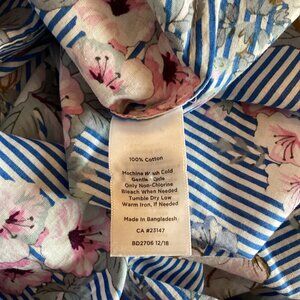 100% Cotton
Machine Wash Cold
Gentle Cycle
Only Non-Chlorine
Bleach When Needed
Tumble Dry Low
Warm Iron, If Needed
Made In Bangladesh
CA #23147
BD2706 12/18